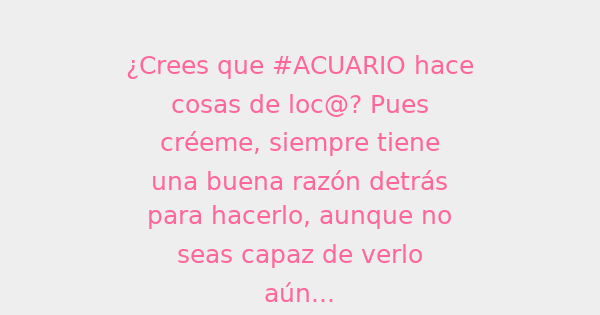 ¿Crees que #ACUARIO hace
cosas de loc@? Pues
créeme, siempre tiene
una buena razón detrás
para hacerlo, aunque no
seas capaz de verlo
aún...